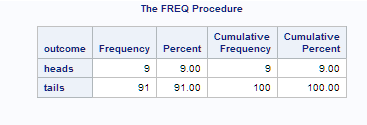 The FREQ Procedure
outcome Frequency Percent Cumulative Frequency Cumulative Percent
heads 9 9.00 9 9.00
tails 91 91.00 100 100.00